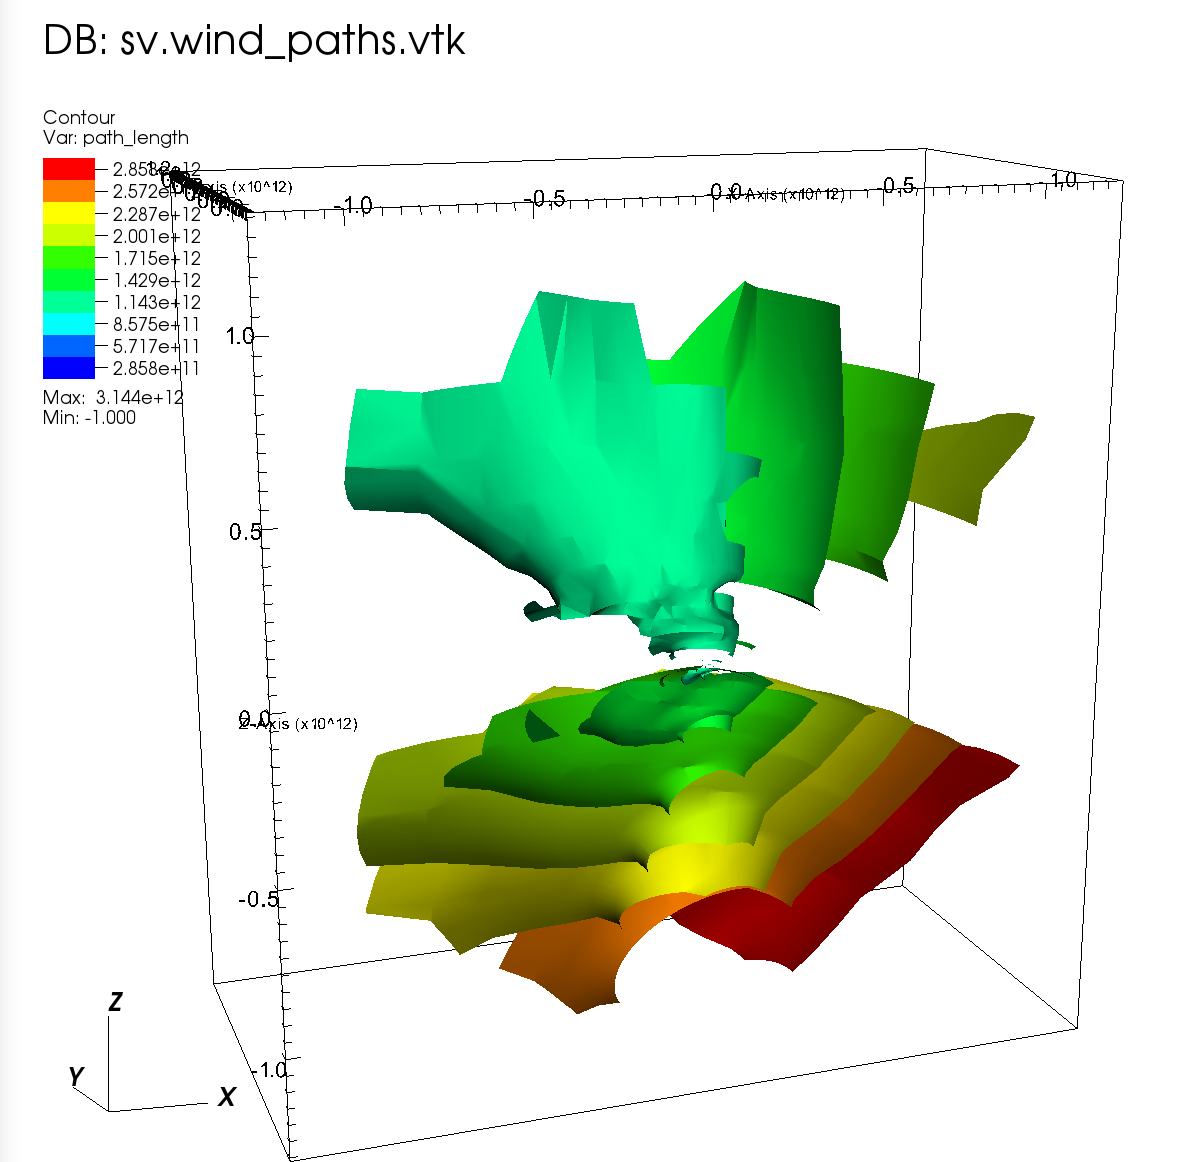 DB: sv.wind_paths.vtk
Contour
Var: path_length
2.858e+12
2.572e+12
2.287e+12
2.001e+12
1.715e+12
1.429e+12
1.143e+12
8.575e+11
5.717e+11
2.858e+11
Max: 3.144e+12
Min: -1.000
-1.0
-0.5
0.0
X-Axis (x10^12)
0.5
1.0
1.0
0.5
0.0
Z-Axis (x10^12)
-0.5
-1.0
Z
Y
X